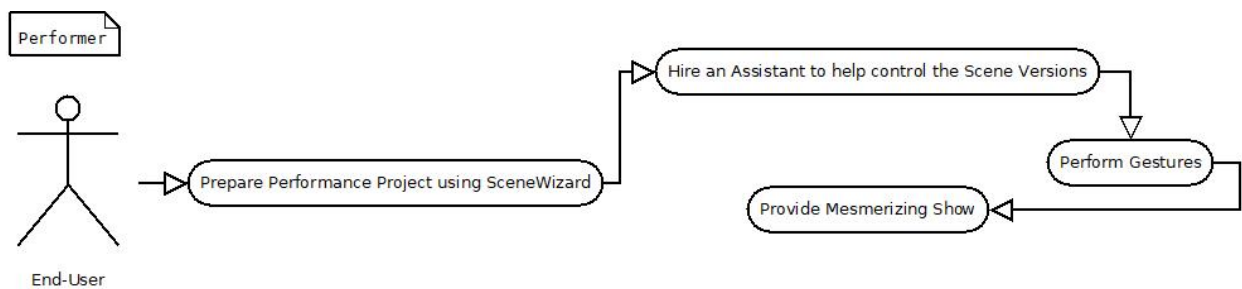 Performer
Hire an Assistant to help control the Scene Versions
Perform Gestures
Prepare Performance Project using SceneWizard
Provide Mesmerizing Show
End-User